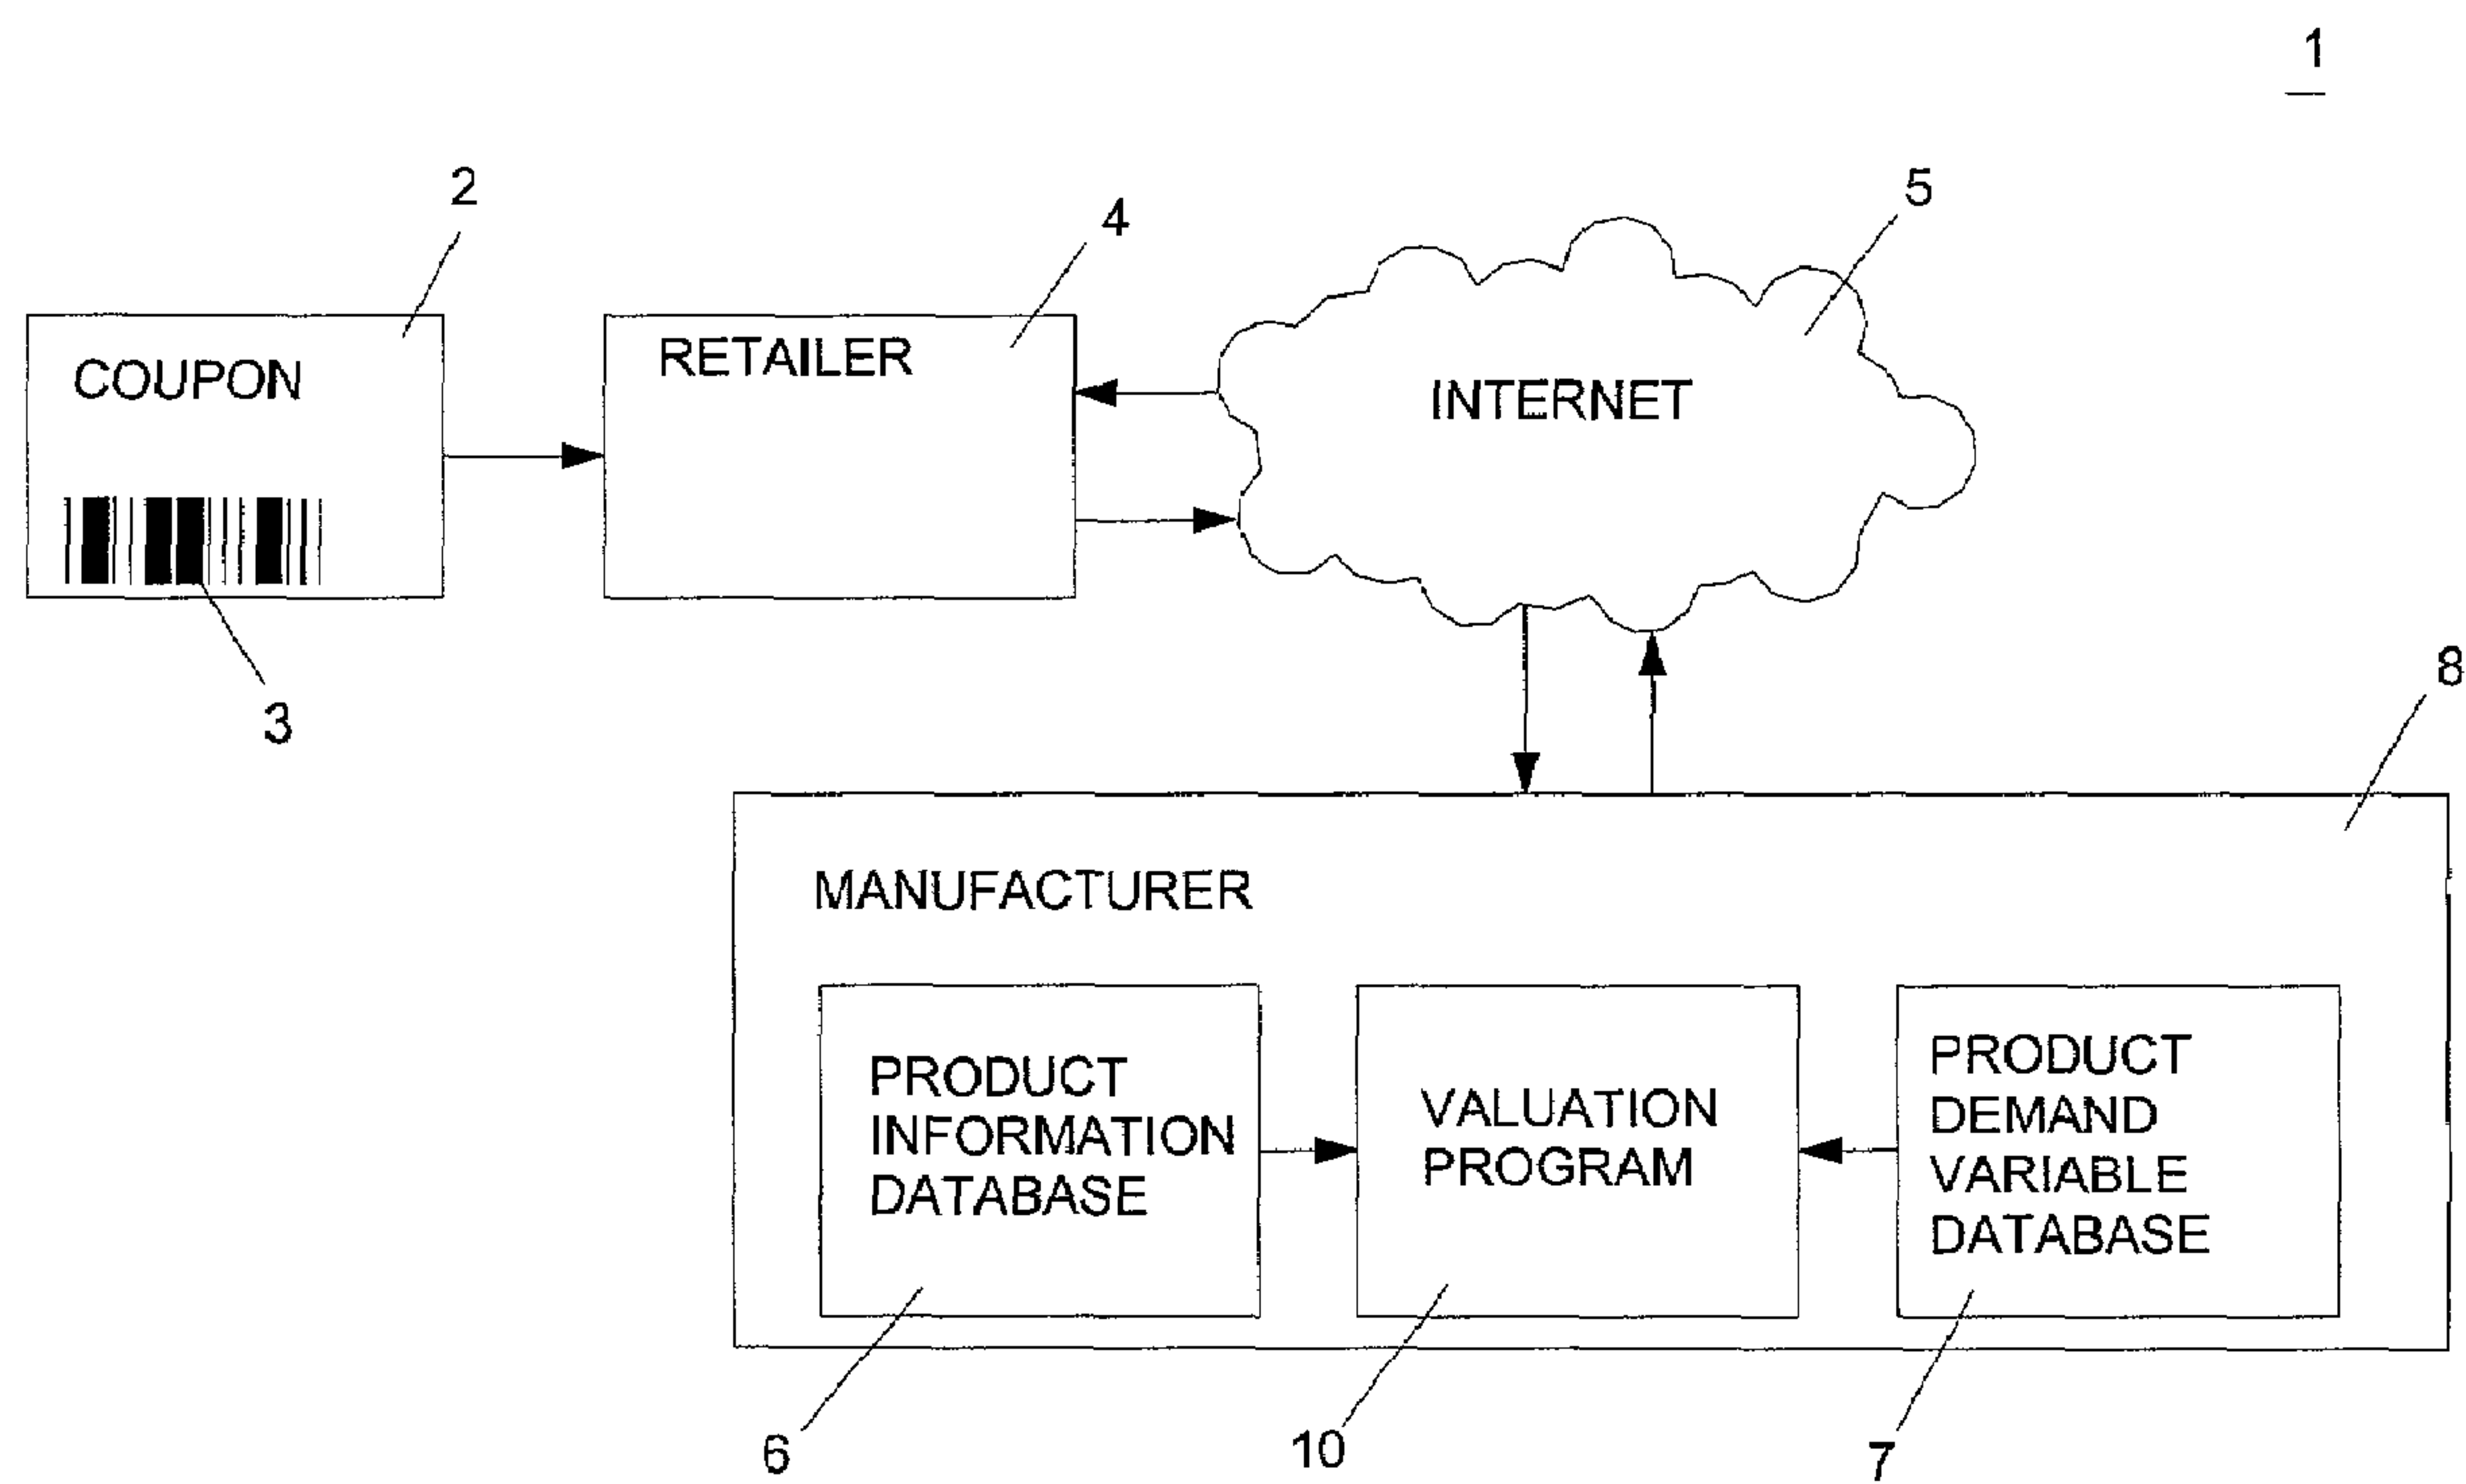 1
2
4
5
COUPON
RETAILER
INTERNET
3
8
MANUFACTURER
PRODUCT
INFORMATION
DATABASE
VALUATION
PROGRAM
PRODUCT
DEMAND
VARIABLE
DATABASE
6
10
7